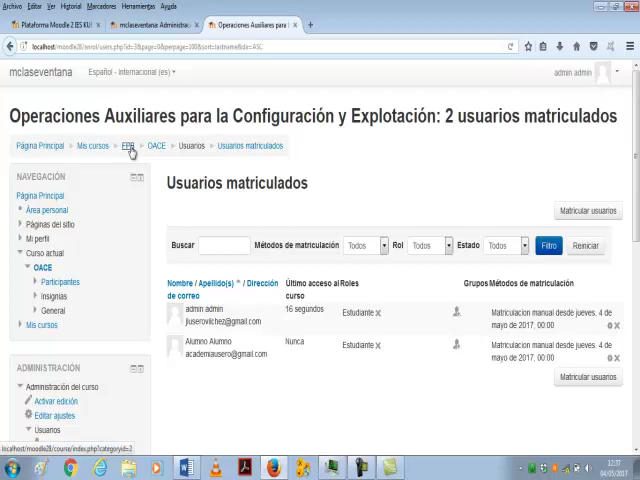 Archivo Editar Ver Historial Marcadores Herramientas Ayuda
Plataforma Moodle 2 IES KU
mclaseventana: Administra
Operaciones Auxiliares para l
localhost/moodle28/enrol/users.php?id=3&page=0&perpage=100&sort=lastname&dir=ASC
mclaseventana
Español - Internacional (es)
admin admin
Operaciones Auxiliares para la Configuración y Explotación: 2 usuarios matriculados
Página Principal
Mis cursos
FPB
OACE
Usuarios
Usuarios matriculados
NAVEGACIÓN
Página Principal
Área personal
Páginas del sitio
Mi perfil
Curso actual
OACE
Participantes
Insignias
General
Mis cursos
ADMINISTRACIÓN
Administración del curso
Activar edición
Editar ajustes
Usuarios
Usuarios matriculados
Matricular usuarios
Buscar
Métodos de matriculación
Todos
Rol
Todos
Estado
Todos
Filtro
Reiniciar
Nombre / Apellido(s) / Dirección de correo
Último acceso al curso
Roles
Grupos
Métodos de matriculación
admin admin
jluserovilchez@gmail.com
16 segundos
Estudiante
Matriculacion manual desde jueves, 4 de mayo de 2017, 00:00
Alumno Alumno
academiausero@gmail.com
Nunca
Estudiante
Matriculacion manual desde jueves, 4 de mayo de 2017, 00:00
Matricular usuarios
localhost/moodle28/course/index.php?categoryid=2
12:37
04/05/2017